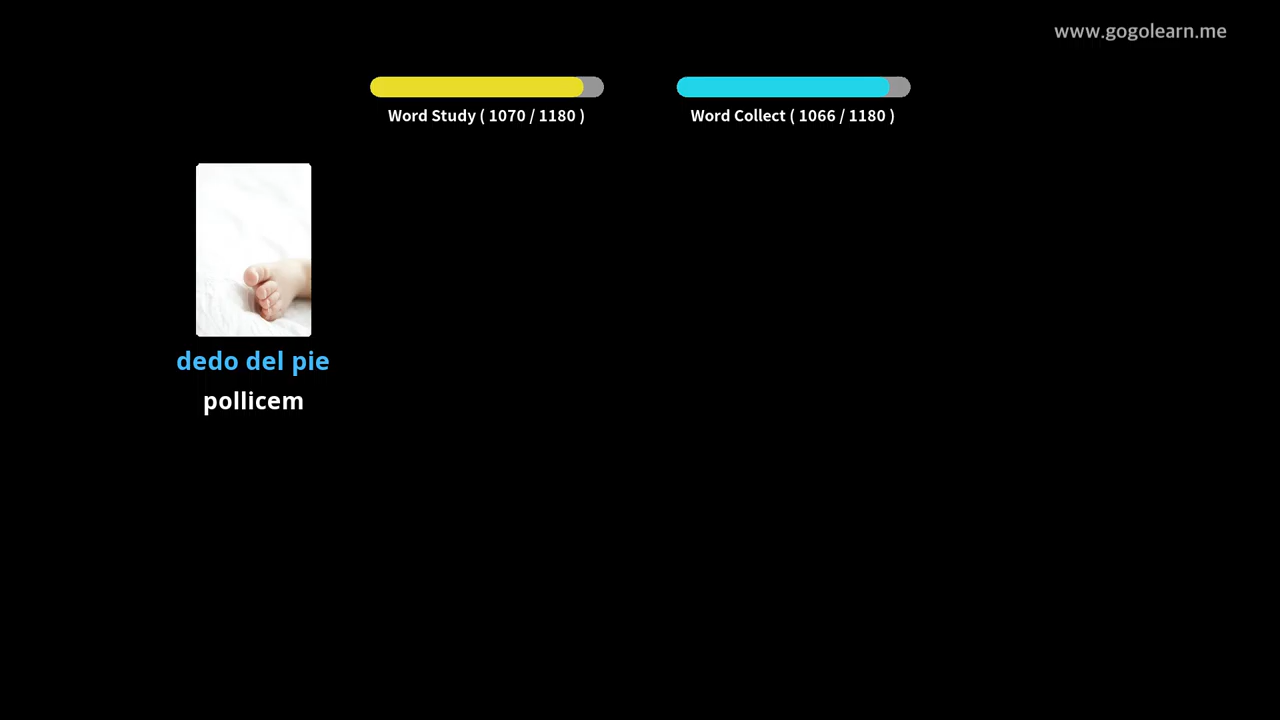 www.gogolearn.me
Word Study ( 1070 / 1180 )
Word Collect ( 1066 / 1180 )
dedo del pie
pollicem